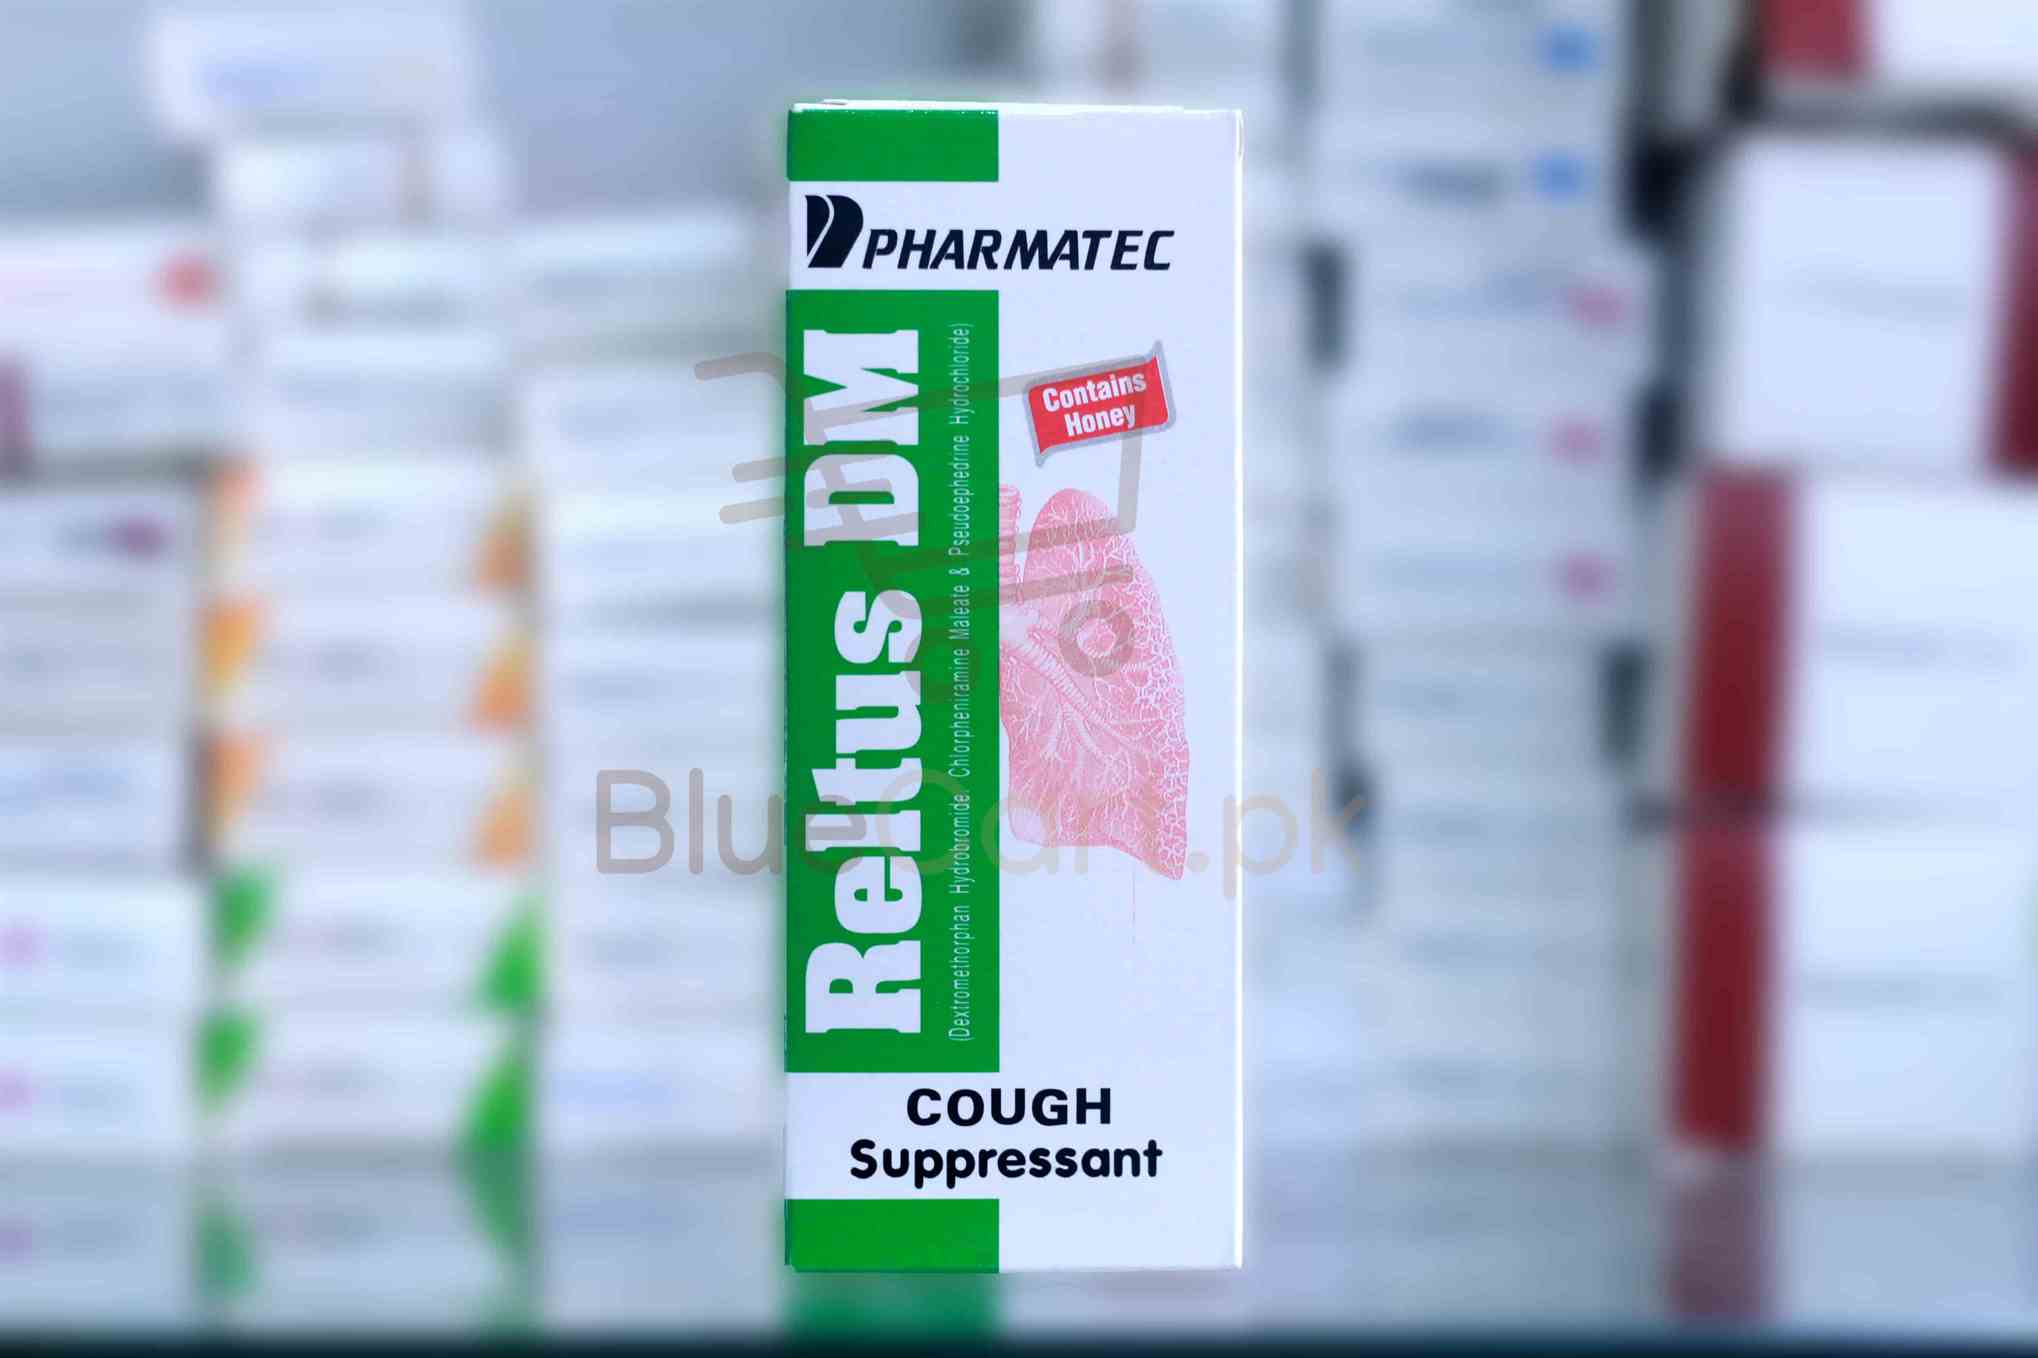 PHARMATEC
Contains
Honey
Reltus DM
(Dextromethorphan Hydrobromide, Chlorpheniramine Maleate & Pseudoephedrine Hydrochloride)
BlueCart.pk
COUGH
Suppressant